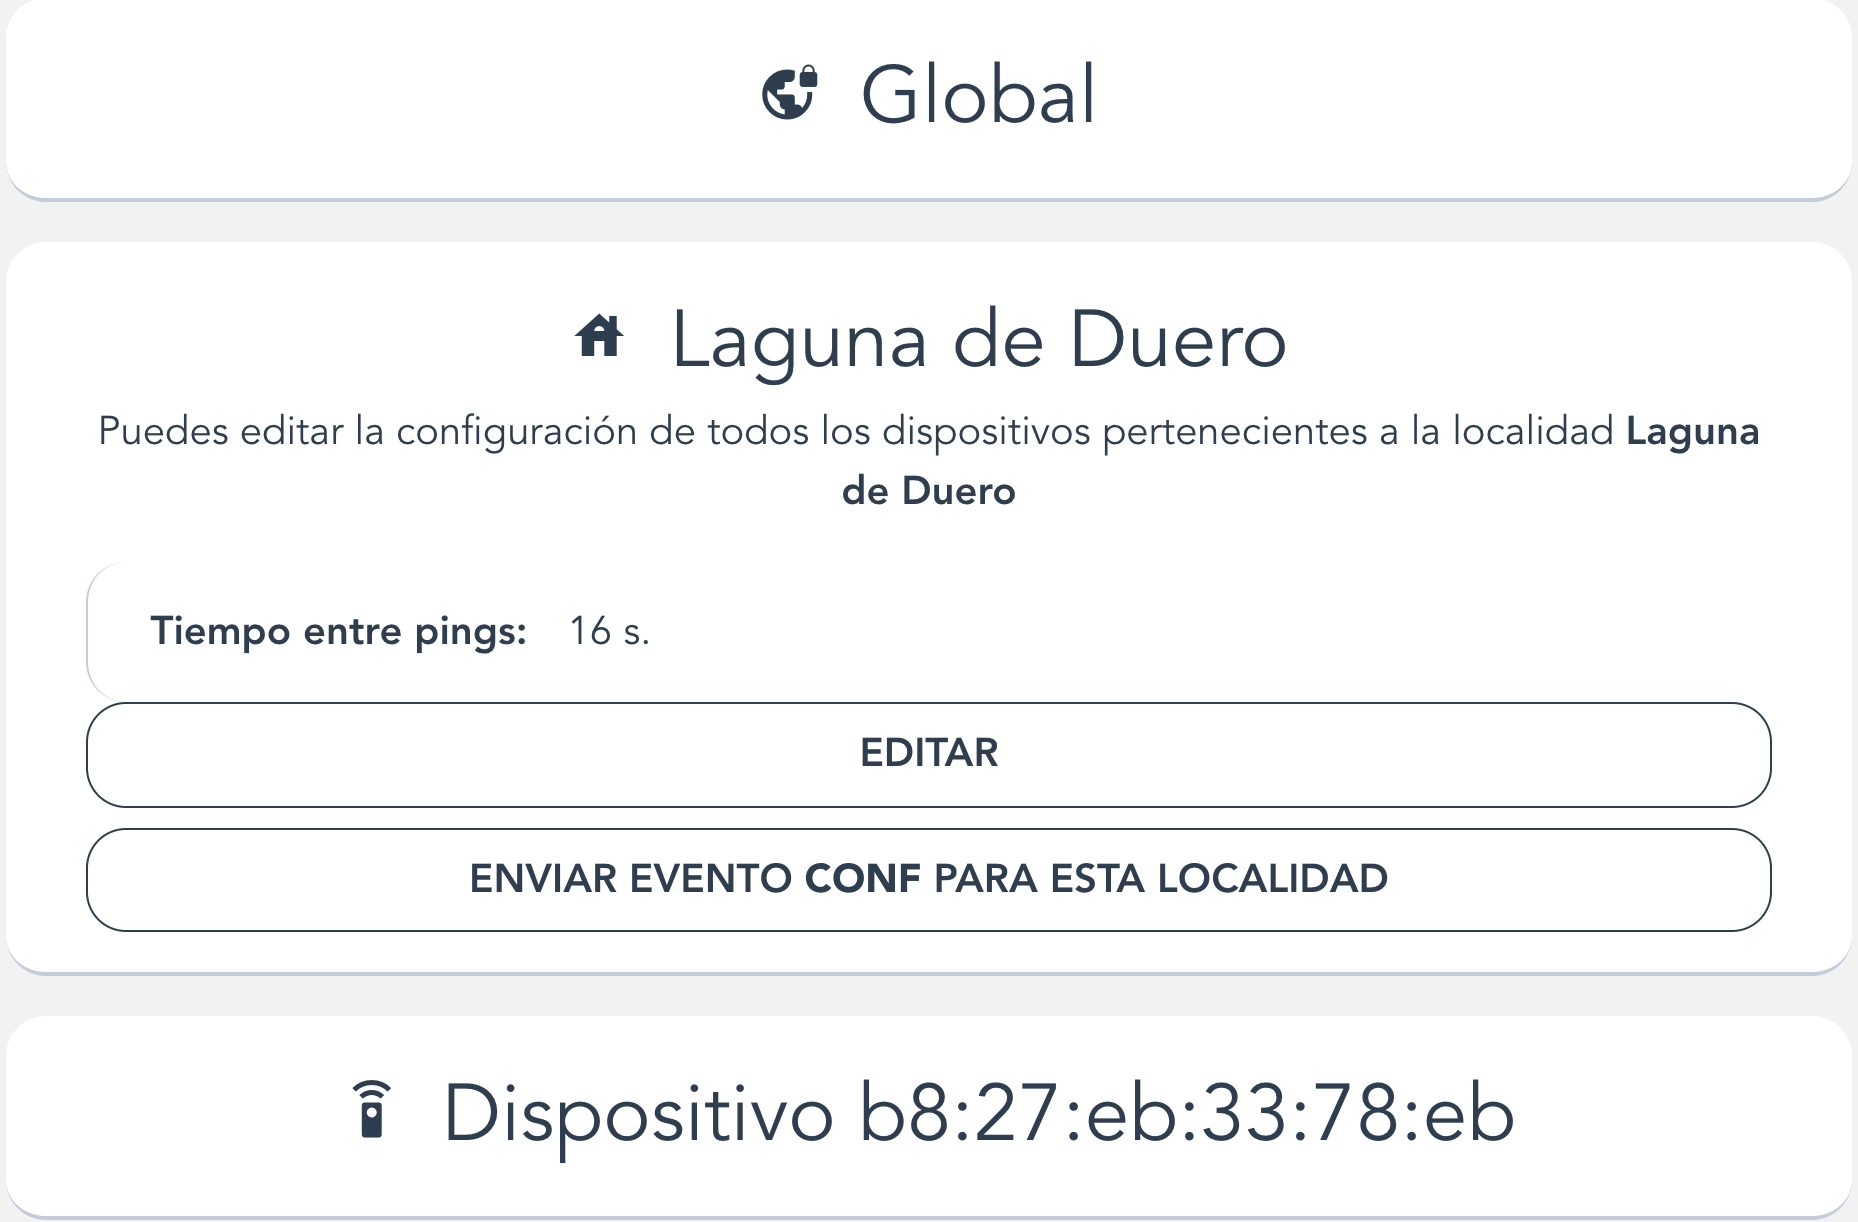 Global
Laguna de Duero
Puedes editar la configuración de todos los dispositivos pertenecientes a la localidad Laguna
de Duero
Tiempo entre pings: 16 s.
EDITAR
ENVIAR EVENTO CONF PARA ESTA LOCALIDAD
Dispositivo b8:27:eb:33:78:eb